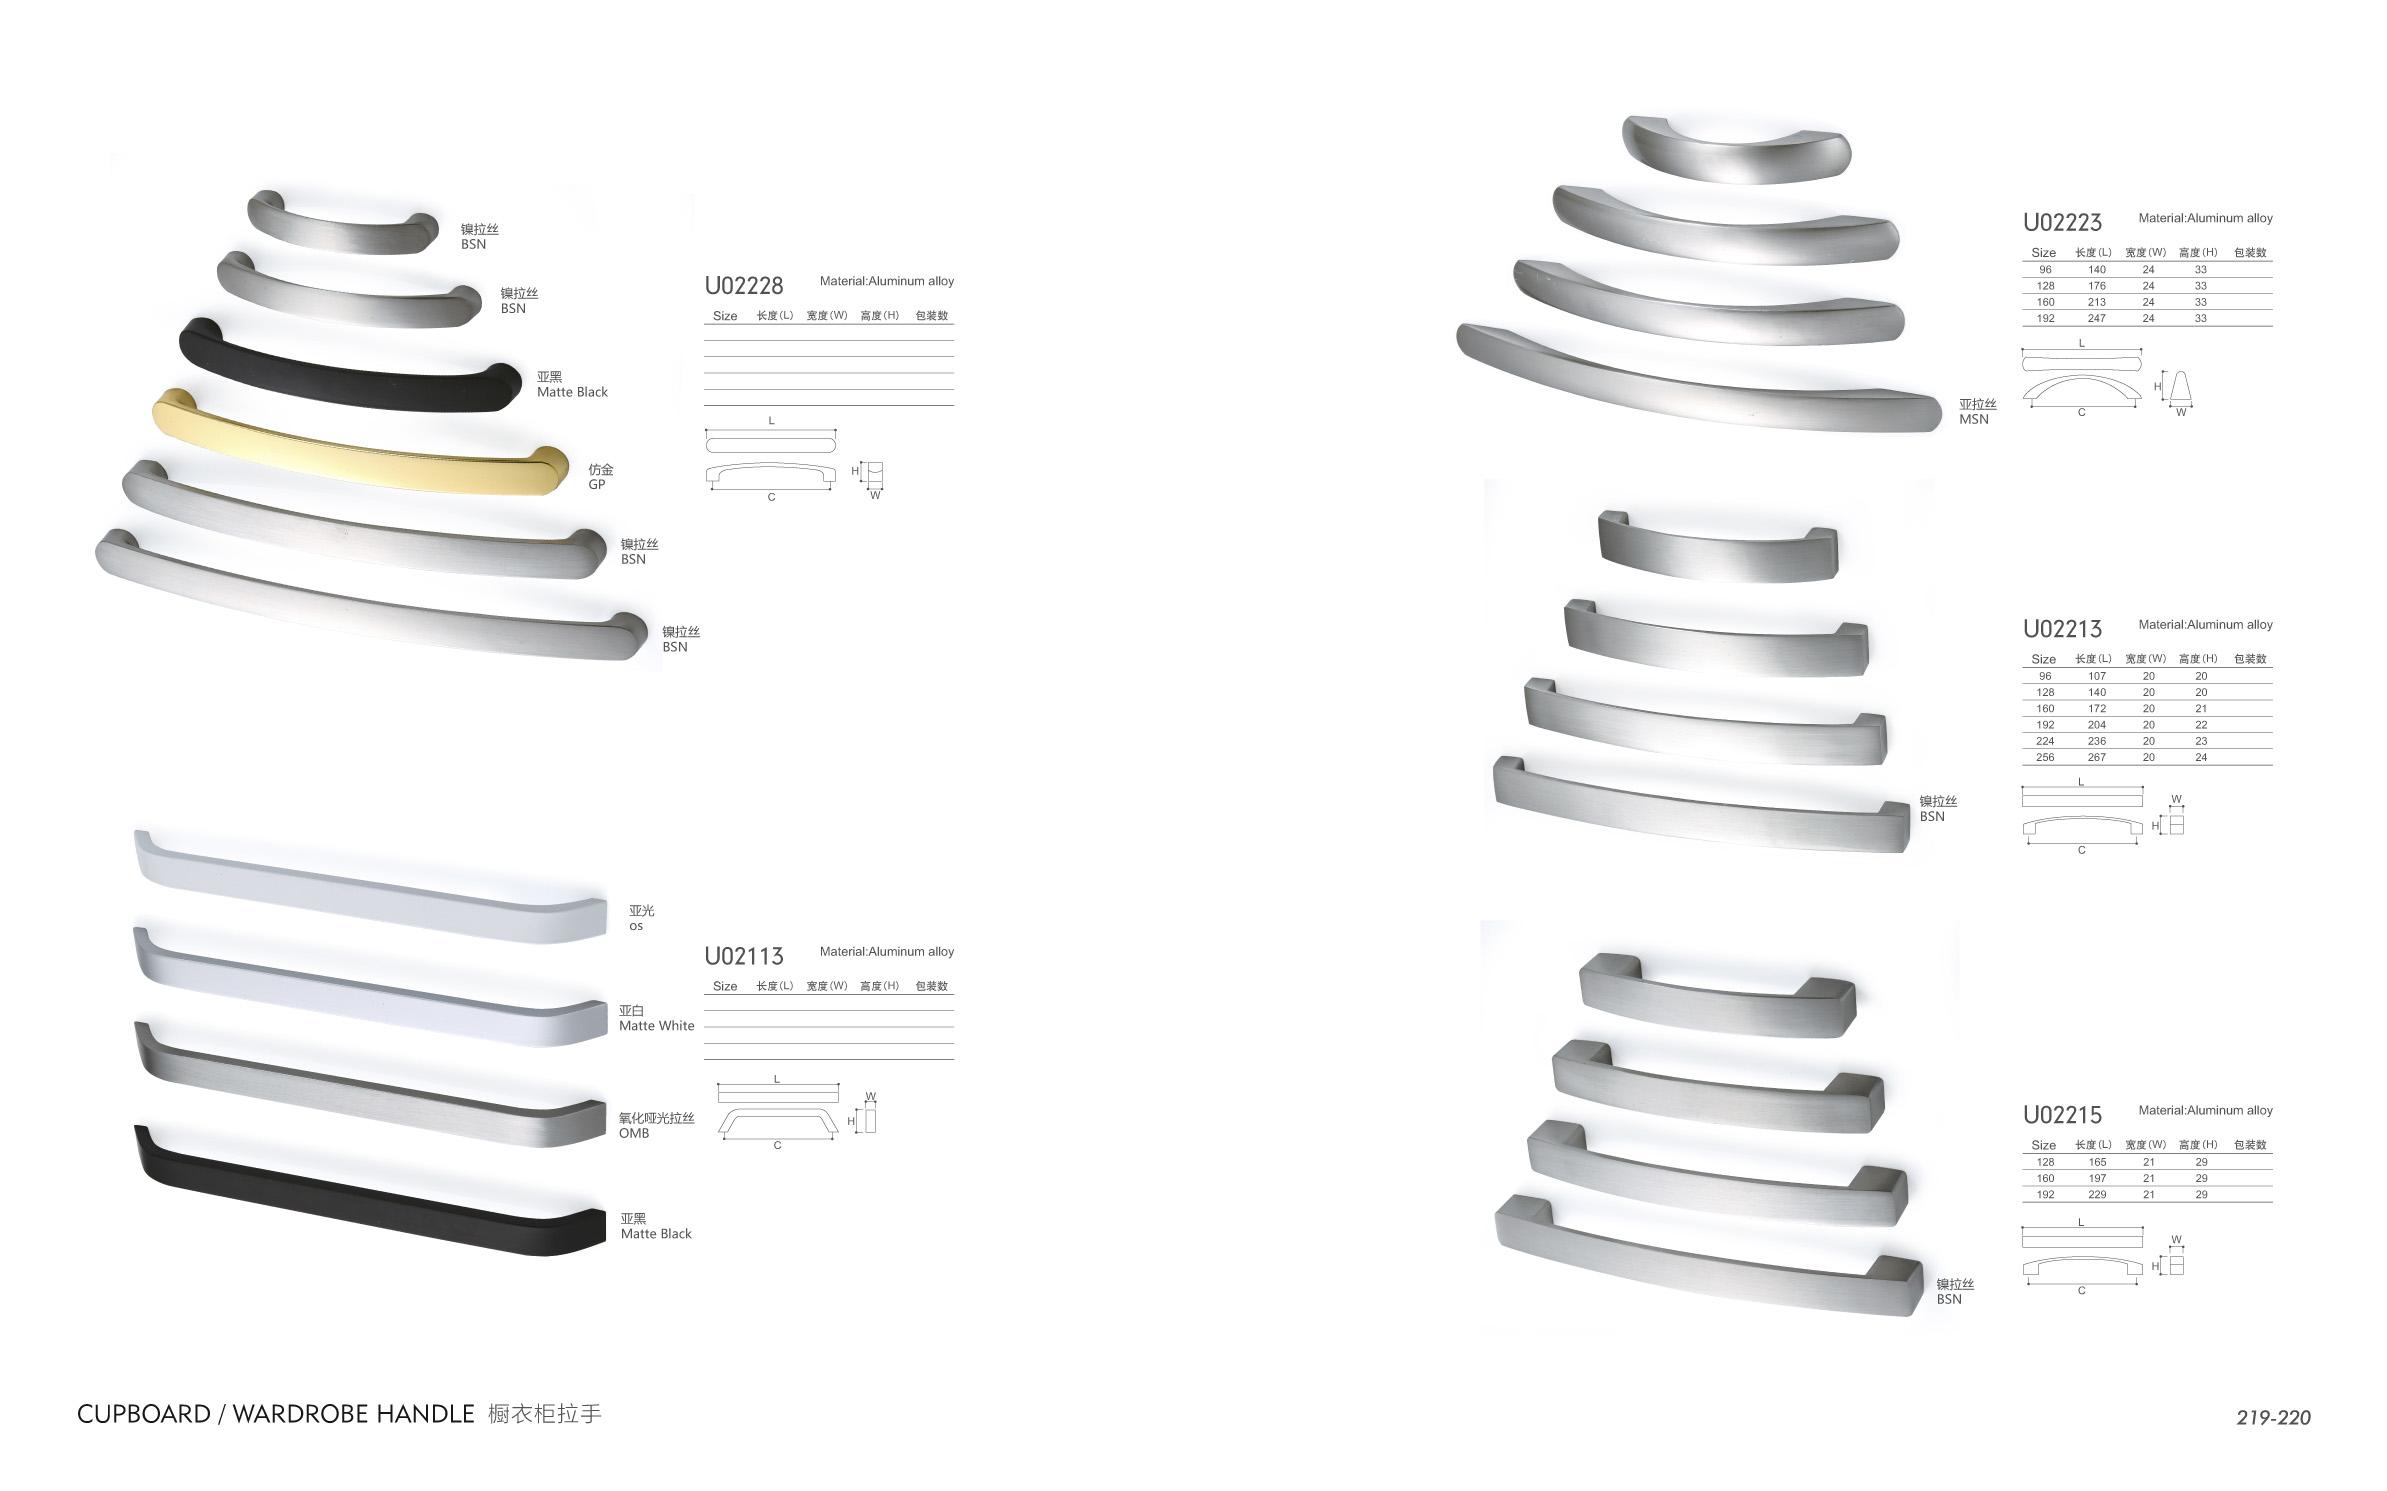 镍拉丝
BSN
镍拉丝
BSN
亚黑
Matte Black
仿金
GP
镍拉丝
BSN
镍拉丝
BSN
U02228 Material:Aluminum alloy
Size 长度(L) 宽度(W) 高度(H) 包装数
L
H
W
C
亚光
os
亚白
Matte White
氧化哑光拉丝
OMB
亚黑
Matte Black
U02113 Material:Aluminum alloy
Size 长度(L) 宽度(W) 高度(H) 包装数
L
W
H
C
亚拉丝
MSN
U02223 Material:Aluminum alloy
Size 长度(L) 宽度(W) 高度(H) 包装数
96 140 24 33
128 176 24 33
160 213 24 33
192 247 24 33
L
H
C W
镍拉丝
BSN
U02213 Material:Aluminum alloy
Size 长度(L) 宽度(W) 高度(H) 包装数
96 107 20 20
128 140 20 20
160 172 20 21
192 204 20 22
224 236 20 23
256 267 20 24
L
W
H
C
镍拉丝
BSN
U02215 Material:Aluminum alloy
Size 长度(L) 宽度(W) 高度(H) 包装数
128 165 21 29
160 197 21 29
192 229 21 29
L
W
H
C
CUPBOARD / WARDROBE HANDLE 橱衣柜拉手
219-220